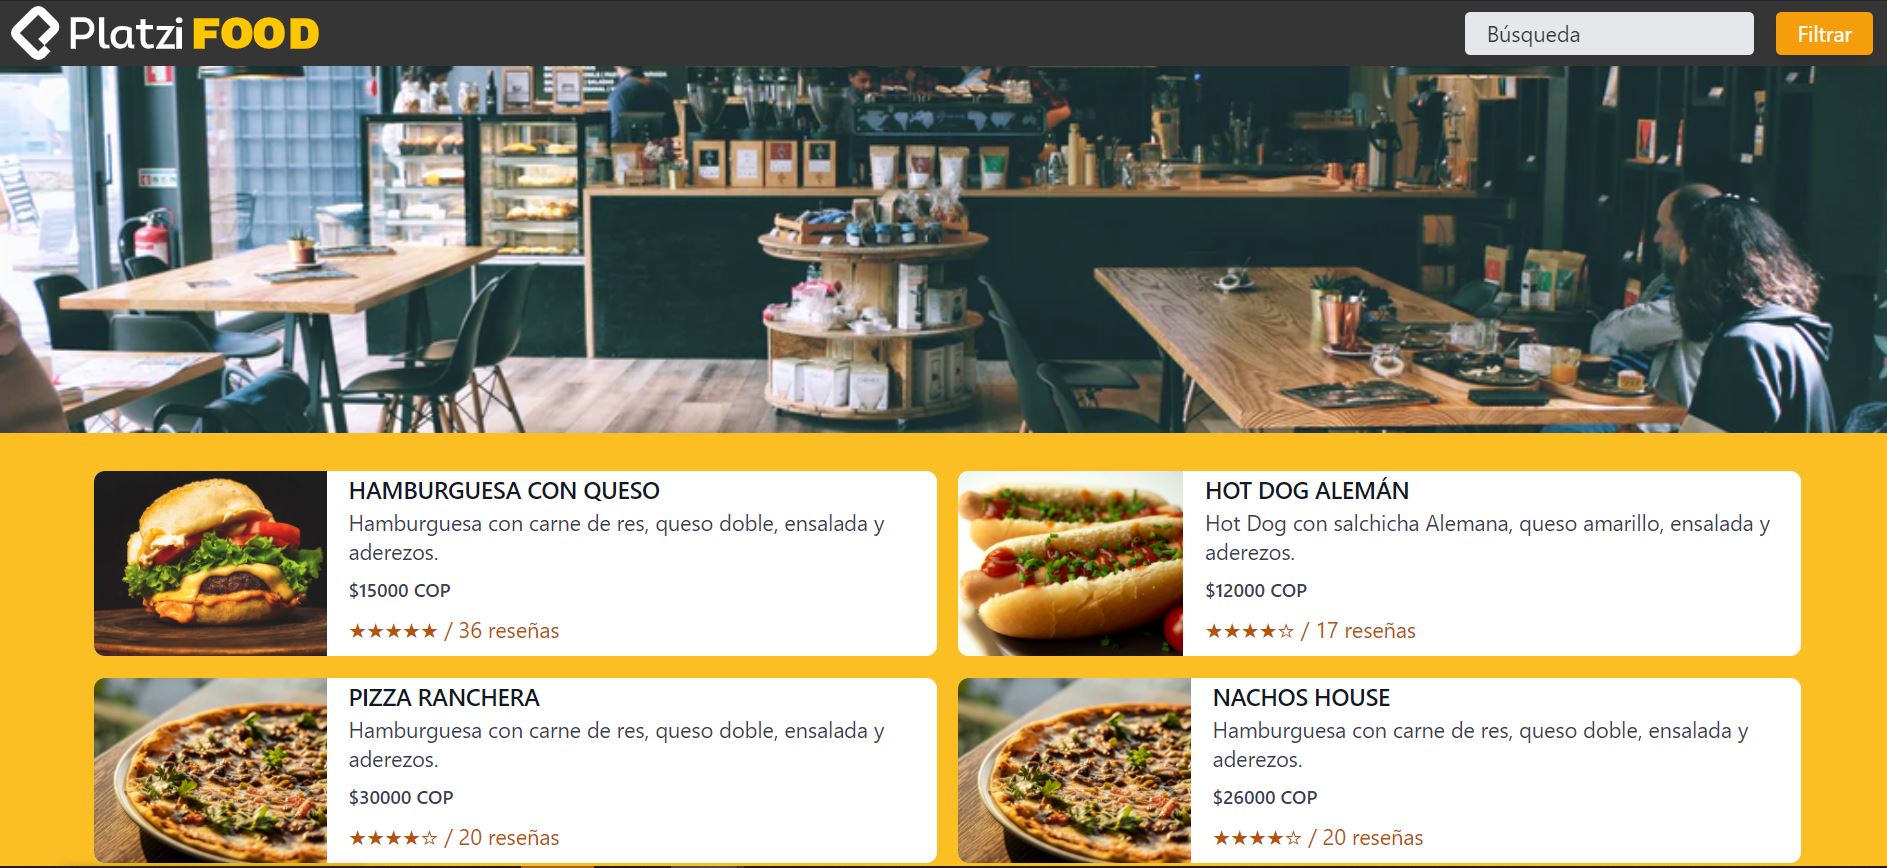 Platzi FOOD
Búsqueda
Filtrar
HAMBURGUESA CON QUESO
Hamburguesa con carne de res, queso doble, ensalada y
aderezos.
$15000 COP
★★★★★ / 36 reseñas
HOT DOG ALEMÁN
Hot Dog con salchicha Alemana, queso amarillo, ensalada y
aderezos.
$12000 COP
★★★★☆ / 17 reseñas
PIZZA RANCHERA
Hamburguesa con carne de res, queso doble, ensalada y
aderezos.
$30000 COP
★★★★☆ / 20 reseñas
NACHOS HOUSE
Hamburguesa con carne de res, queso doble, ensalada y
aderezos.
$26000 COP
★★★★☆ / 20 reseñas